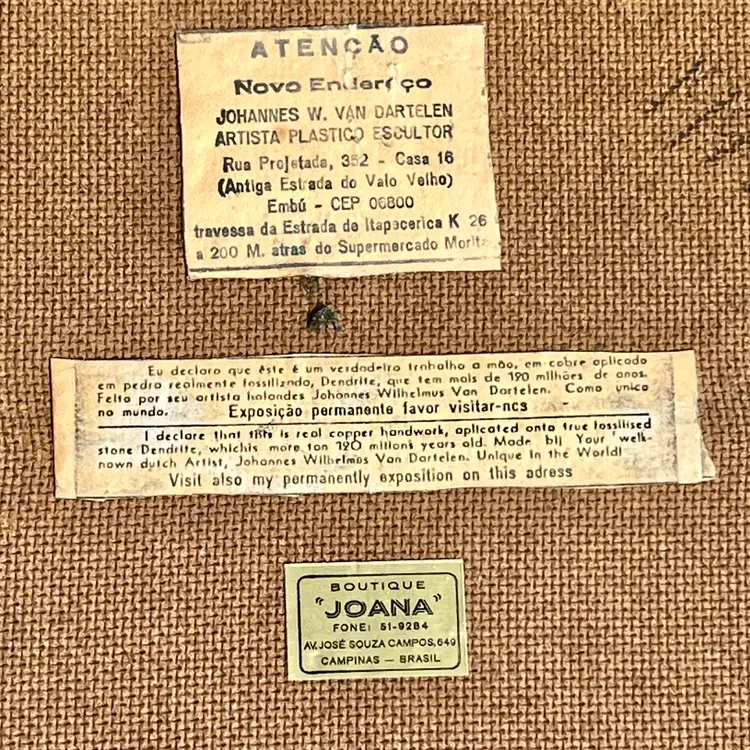 ATENÇÃO
Novo Endereço
JOHANNES W. VAN DARTELEN
ARTISTA PLASTICO ESCULTOR
Rua Projetada, 352 - Casa 16
(Antiga Estrada do Valo Velho)
Embú - CEP 06800
travessa da Estrada de Itapecerica K 26
a 200 M. atras do Supermercado Morita
Eu declaro que êste é um verdadeiro trabalho a mão, em cobre aplicado
em pedra realmente fossilizada, Dendrite, que tem mais de 120 milhões de anos.
Feito por seu artista holandes Johannes Wilhelmus Van Dartelen. Como unico
no mundo. Exposição permanente favor visitar-nos -
I declare that this is real copper handwork, aplicated onto true fossilised
stone Dendrite, whichis more tan 120 millions years old. Made bij Your welk-
nown dutch Artist, Johannes Wilhelmus Van Dartelen. Unique in the World!
Visit also my permanently exposition on this adress
BOUTIQUE
"JOANA"
FONE: 51-9284
AV. JOSÉ SOUZA CAMPOS, 649
CAMPINAS — BRASIL